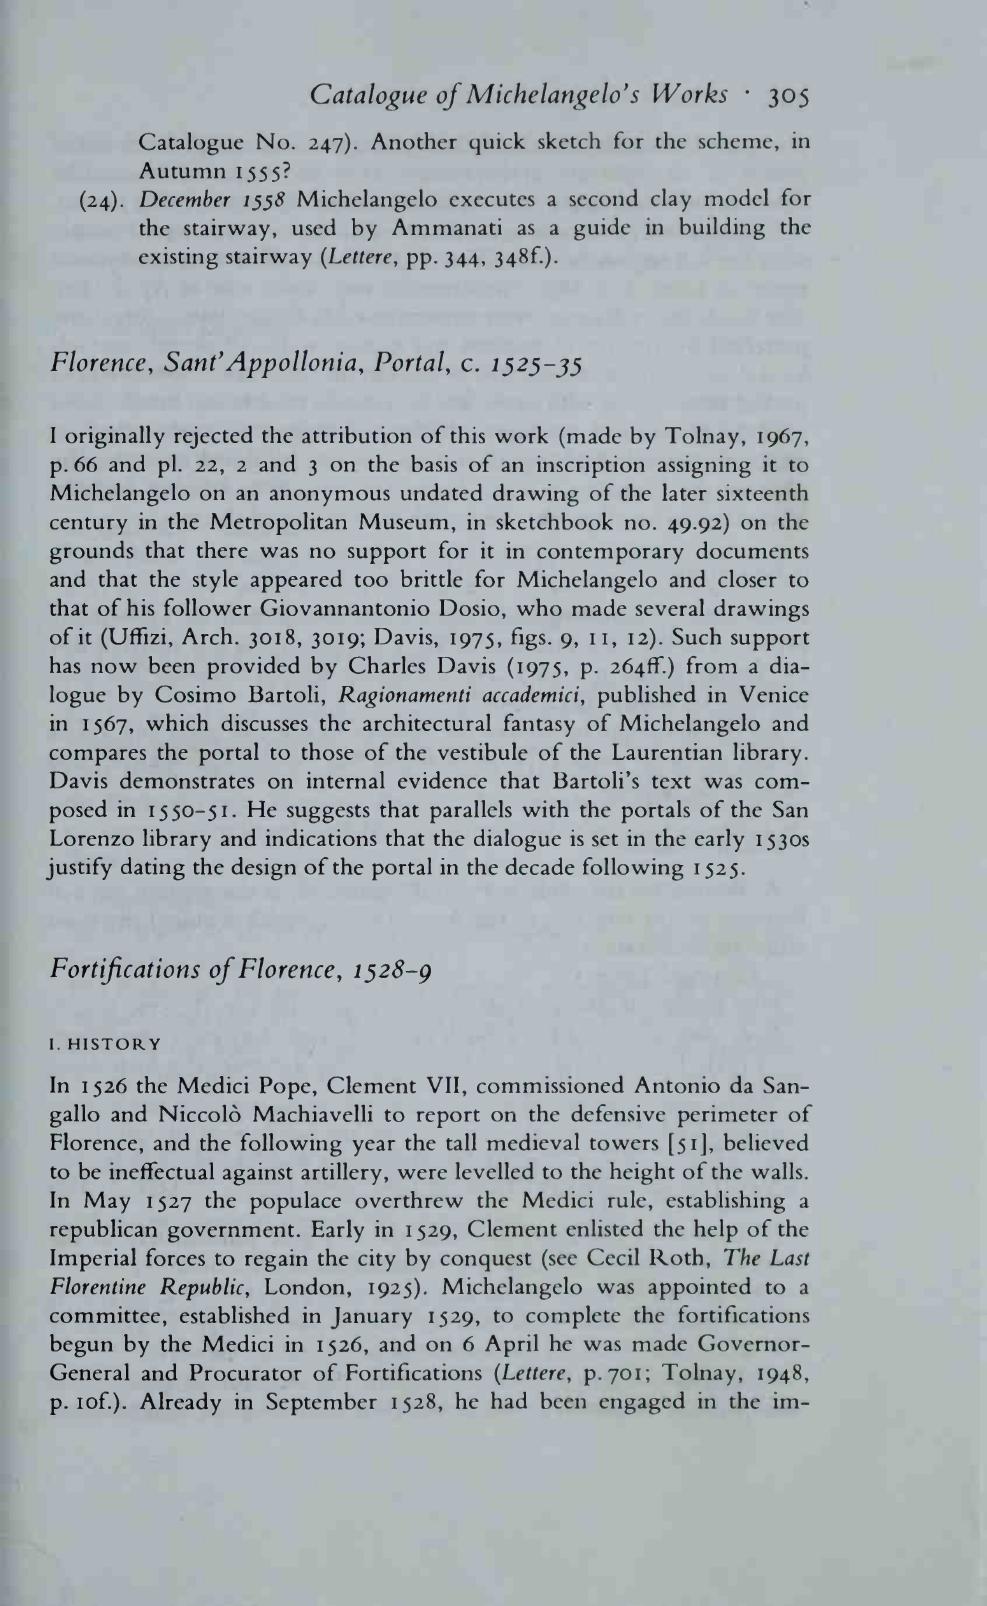 Catalogue of Michelangelo's Works · 305
Catalogue No. 247). Another quick sketch for the scheme, in
Autumn 1555?
(24). December 1558 Michelangelo executes a second clay model for
the stairway, used by Ammanati as a guide in building the
existing stairway (Lettere, pp. 344, 348f.).
Florence, Sant'Appollonia, Portal, c. 1525–35
I originally rejected the attribution of this work (made by Tolnay, 1967,
p. 66 and pl. 22, 2 and 3 on the basis of an inscription assigning it to
Michelangelo on an anonymous undated drawing of the later sixteenth
century in the Metropolitan Museum, in sketchbook no. 49.92) on the
grounds that there was no support for it in contemporary documents
and that the style appeared too brittle for Michelangelo and closer to
that of his follower Giovannantonio Dosio, who made several drawings
of it (Uffizi, Arch. 3018, 3019; Davis, 1975, figs. 9, 11, 12). Such support
has now been provided by Charles Davis (1975, p. 264ff.) from a dia-
logue by Cosimo Bartoli, Ragionamenti accademici, published in Venice
in 1567, which discusses the architectural fantasy of Michelangelo and
compares the portal to those of the vestibule of the Laurentian library.
Davis demonstrates on internal evidence that Bartoli's text was com-
posed in 1550–51. He suggests that parallels with the portals of the San
Lorenzo library and indications that the dialogue is set in the early 1530s
justify dating the design of the portal in the decade following 1525.
Fortifications of Florence, 1528–9
I. HISTORY
In 1526 the Medici Pope, Clement VII, commissioned Antonio da San-
gallo and Niccolò Machiavelli to report on the defensive perimeter of
Florence, and the following year the tall medieval towers [51], believed
to be ineffectual against artillery, were levelled to the height of the walls.
In May 1527 the populace overthrew the Medici rule, establishing a
republican government. Early in 1529, Clement enlisted the help of the
Imperial forces to regain the city by conquest (see Cecil Roth, The Last
Florentine Republic, London, 1925). Michelangelo was appointed to a
committee, established in January 1529, to complete the fortifications
begun by the Medici in 1526, and on 6 April he was made Governor-
General and Procurator of Fortifications (Lettere, p. 701; Tolnay, 1948,
p. 10f.). Already in September 1528, he had been engaged in the im-